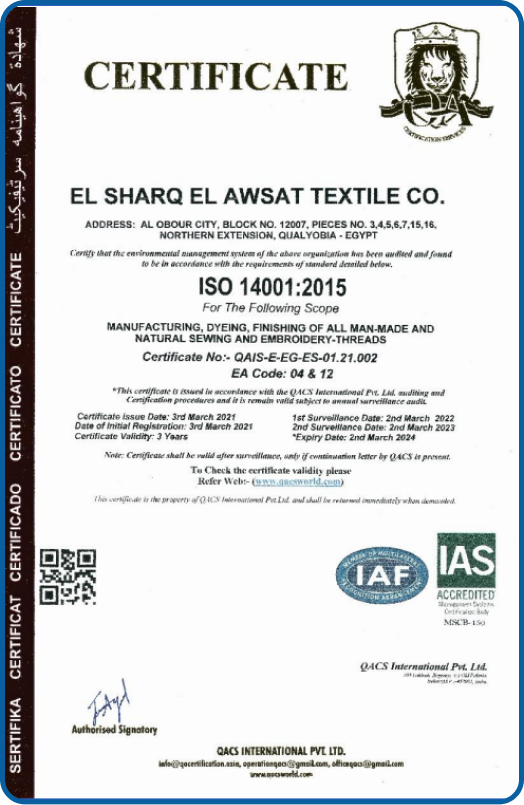 CERTIFICATE
CERTIFICATION SERVICES
EL SHARQ EL AWSAT TEXTILE CO.
ADDRESS: AL OBOUR CITY, BLOCK NO. 12007, PIECES NO. 3,4,5,6,7,15,16,
NORTHERN EXTENSION, QUALYOBIA - EGYPT
Certify that the environmental management system of the above organization has been audited and found
to be in accordance with the requirements of standard detailed below.
ISO 14001:2015
For The Following Scope
MANUFACTURING, DYEING, FINISHING OF ALL MAN-MADE AND
NATURAL SEWING AND EMBROIDERY-THREADS
Certificate No:- QAIS-E-EG-ES-01.21.002
EA Code: 04 & 12
*This certificate is issued in accordance with the QACS International Pvt. Ltd. auditing and
Certification procedures and it is remain valid subject to annual surveillance audit.
Certificate Issue Date: 3rd March 2021
Date of Initial Registration: 3rd March 2021
Certificate Validity: 3 Years
1st Surveillance Date: 2nd March 2022
2nd Surveillance Date: 2nd March 2023
*Expiry Date: 2nd March 2024
Note: Certificate shall be valid after surveillance, only if continuation letter by QACS is present.
To Check the certificate validity please
Refer Web:- (www.qacsworld.com)
This certificate is the property of QACS International Pvt.Ltd. and shall be returned immediately when demanded.
MEMBER OF MULTILATERAL
IAF
RECOGNITION ARRANGEMENT
IAS
ACCREDITED
Management Systems
Certification Body
MSCB-150
QACS International Pvt. Ltd.
Authorised Signatory
QACS INTERNATIONAL PVT. LTD.
info@qacertification.asia, operationqacs@gmail.com, officeqacs@gmail.com
www.qacsworld.com
SERTIFIKA CERTIFICAT CERTIFICADO CERTIFICATO CERTIFICATE سرٹیفیکیٹ گواهینامه شهادة